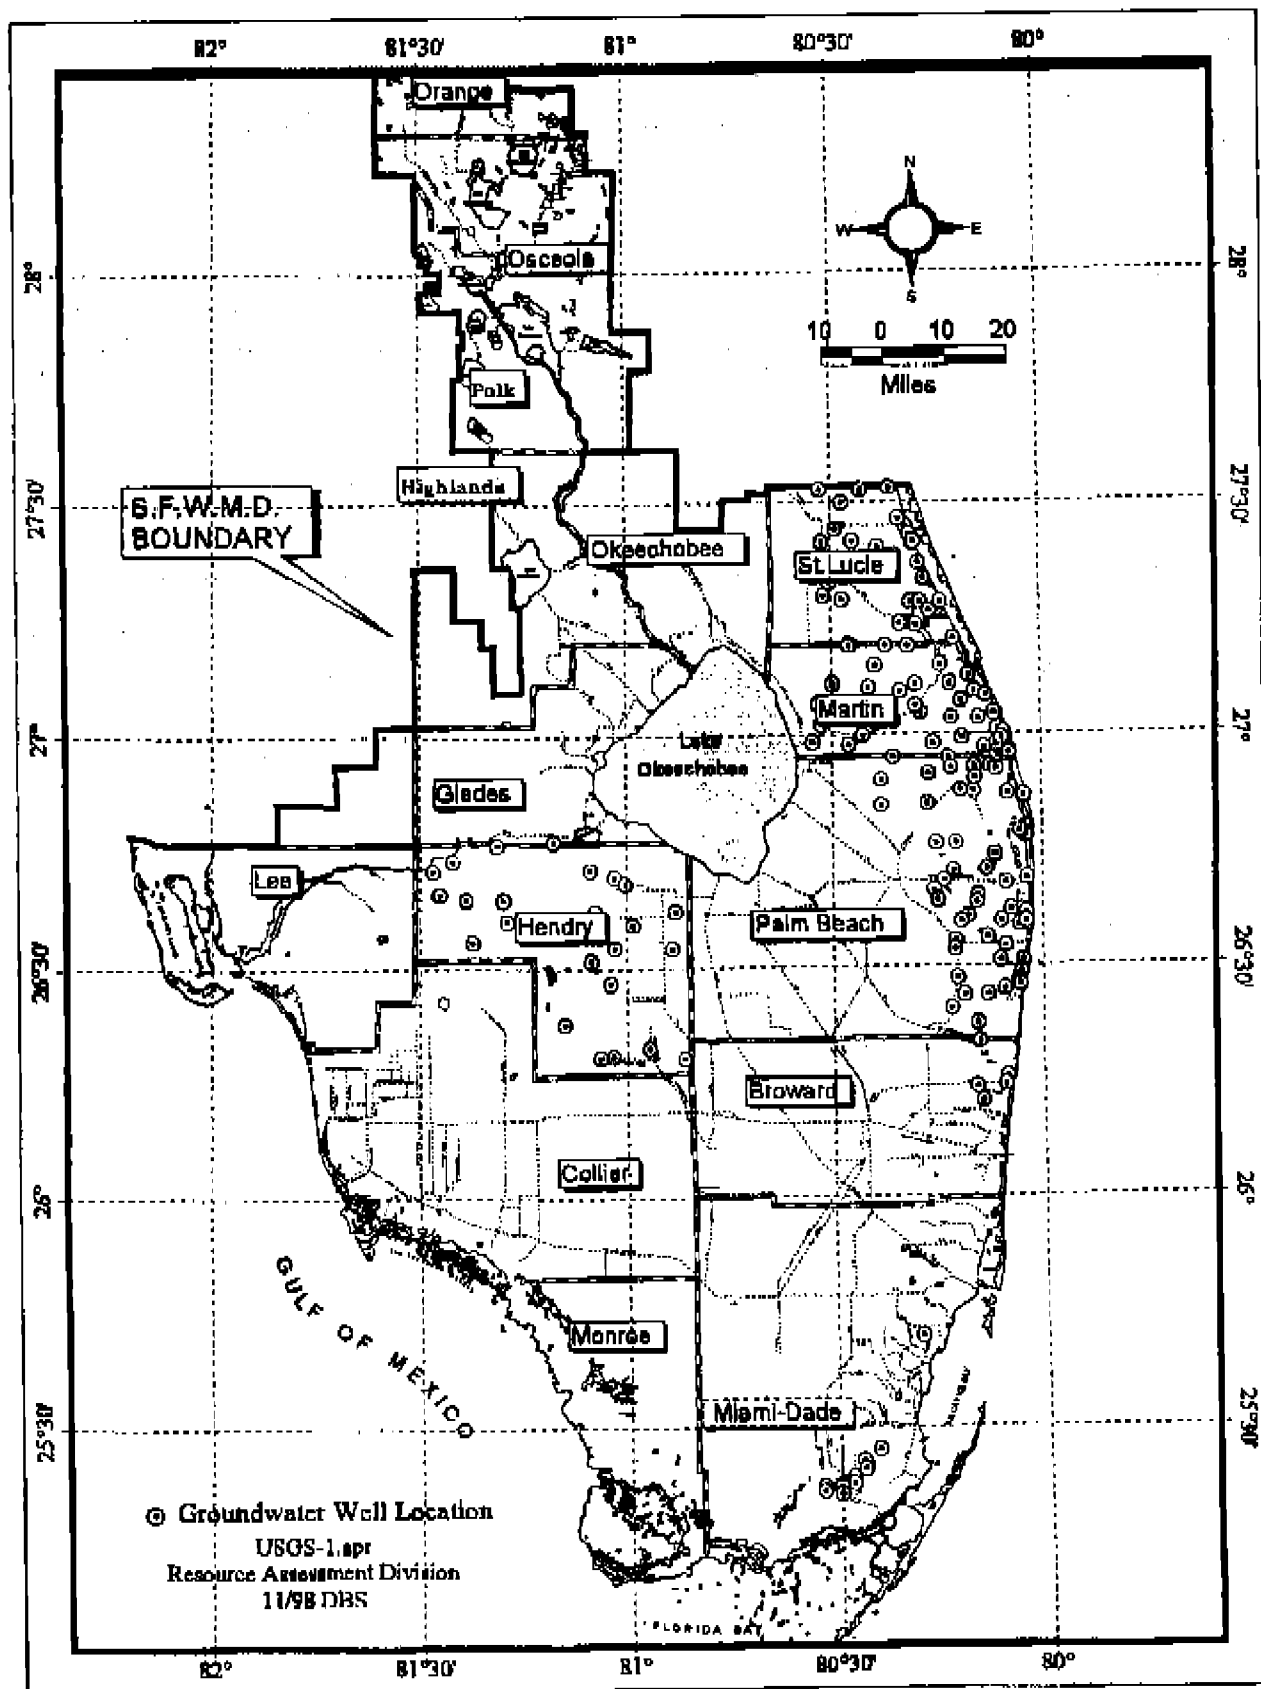 82° 81°30' 81° 80°30' 80°
Orange
N
W E
S
Osceola
28° 28°
10 0 10 20
Miles
Polk
Highlands
27°30' 27°30'
S.F.W.M.D.
BOUNDARY
Okeechobee
St.Lucie
Martin
27° 27°
Lake
Okeechobee
Glades
Lee
Hendry
Palm Beach
26°30' 26°30'
Broward
Collier
26° 26°
GULF OF MEXICO
Monroe
Miami-Dade
25°30' 25°30'
Groundwater Well Location
USGS-1.apr
Resource Assessment Division
11/98 DBS
FLORIDA BAY
82° 81°30' 81° 80°30' 80°